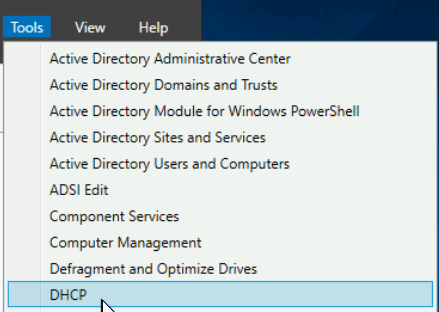 Tools View Help
Active Directory Administrative Center
Active Directory Domains and Trusts
Active Directory Module for Windows PowerShell
Active Directory Sites and Services
Active Directory Users and Computers
ADSI Edit
Component Services
Computer Management
Defragment and Optimize Drives
DHCP